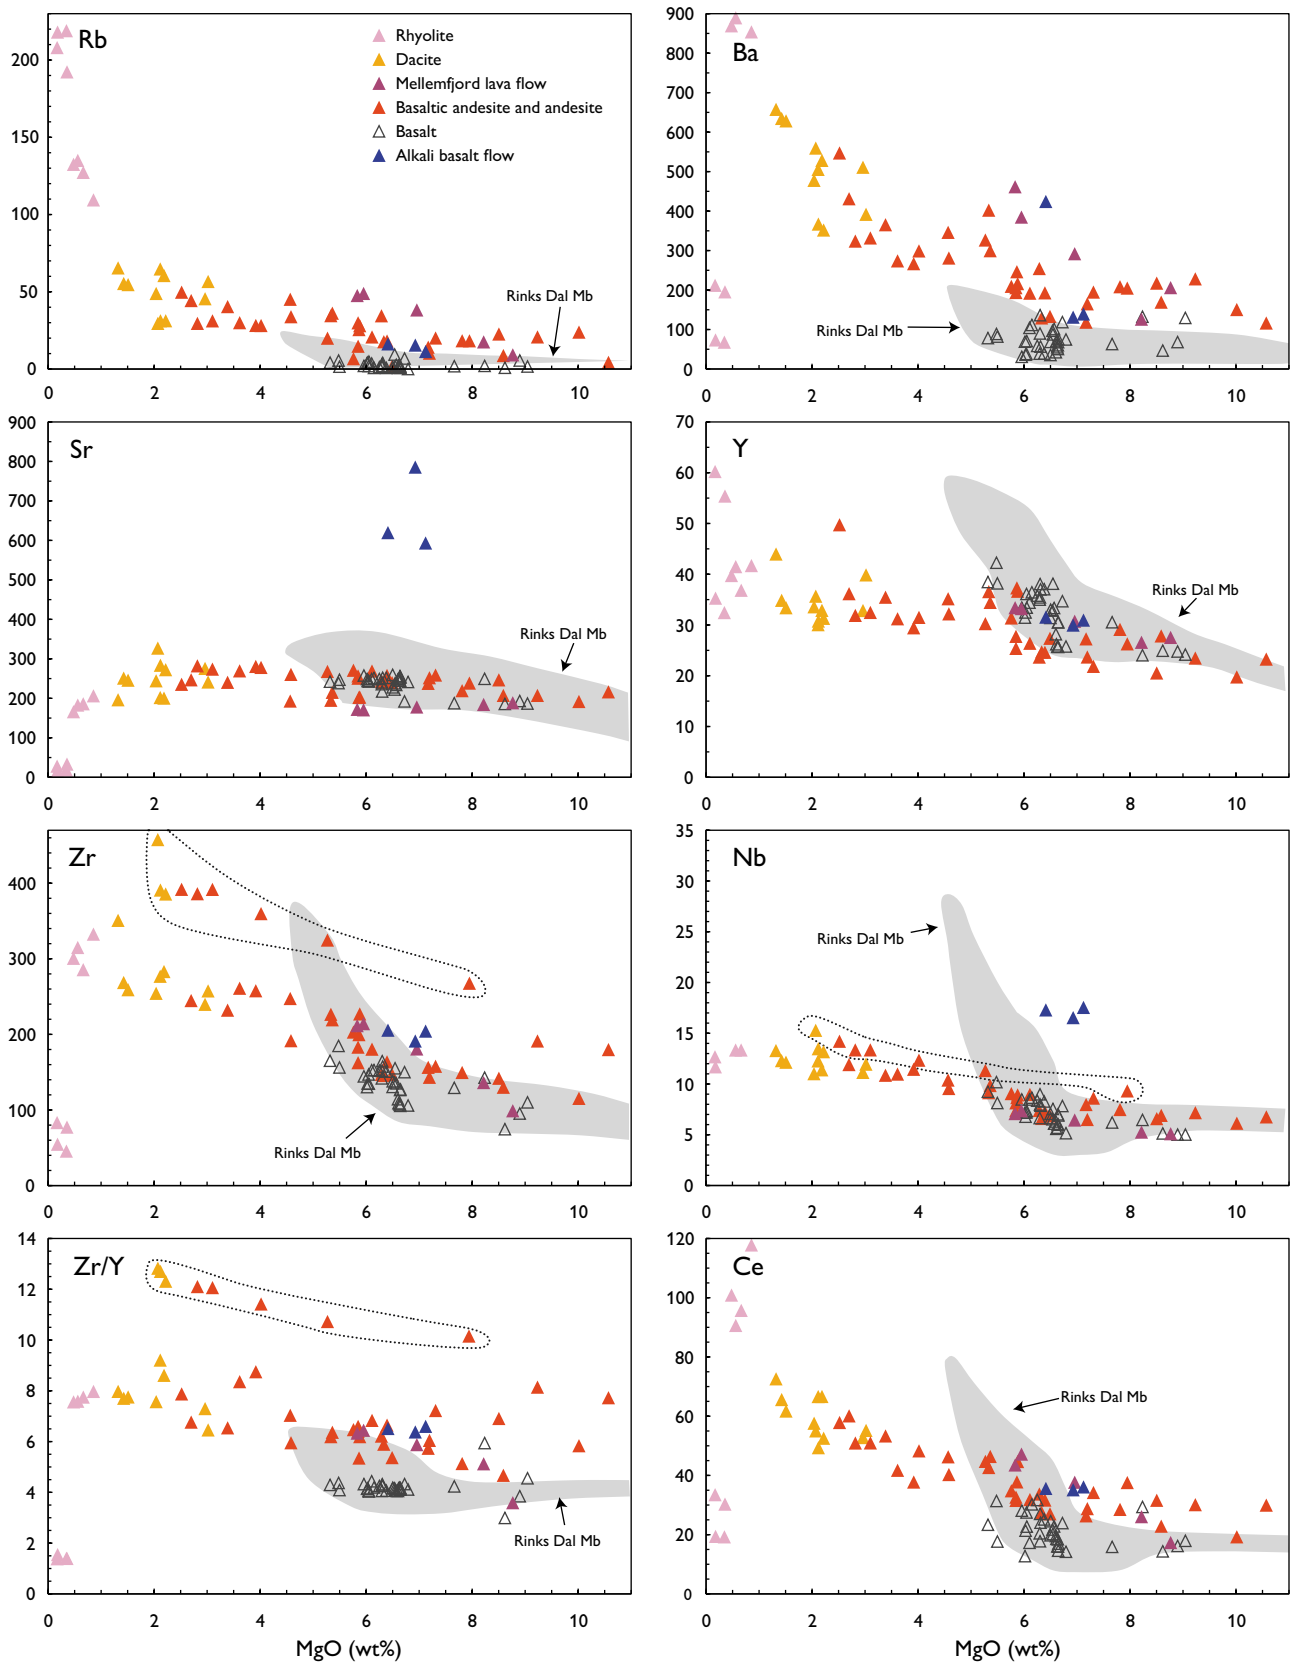 Rb
Rhyolite
Dacite
Mellemfjord lava flow
Basaltic andesite and andesite
Basalt
Alkali basalt flow
Rinks Dal Mb
200
150
100
50
0
0 2 4 6 8 10
Ba
Rinks Dal Mb
900
800
700
600
500
400
300
200
100
0
0 2 4 6 8 10
Sr
Rinks Dal Mb
900
800
700
600
500
400
300
200
100
0
0 2 4 6 8 10
Y
Rinks Dal Mb
70
60
50
40
30
20
10
0
0 2 4 6 8 10
Zr
Rinks Dal Mb
400
300
200
100
0
0 2 4 6 8 10
Nb
Rinks Dal Mb
35
30
25
20
15
10
5
0
0 2 4 6 8 10
Zr/Y
Rinks Dal Mb
14
12
10
8
6
4
2
0
0 2 4 6 8 10
MgO (wt%)
Ce
Rinks Dal Mb
120
100
80
60
40
20
0
0 2 4 6 8 10
MgO (wt%)